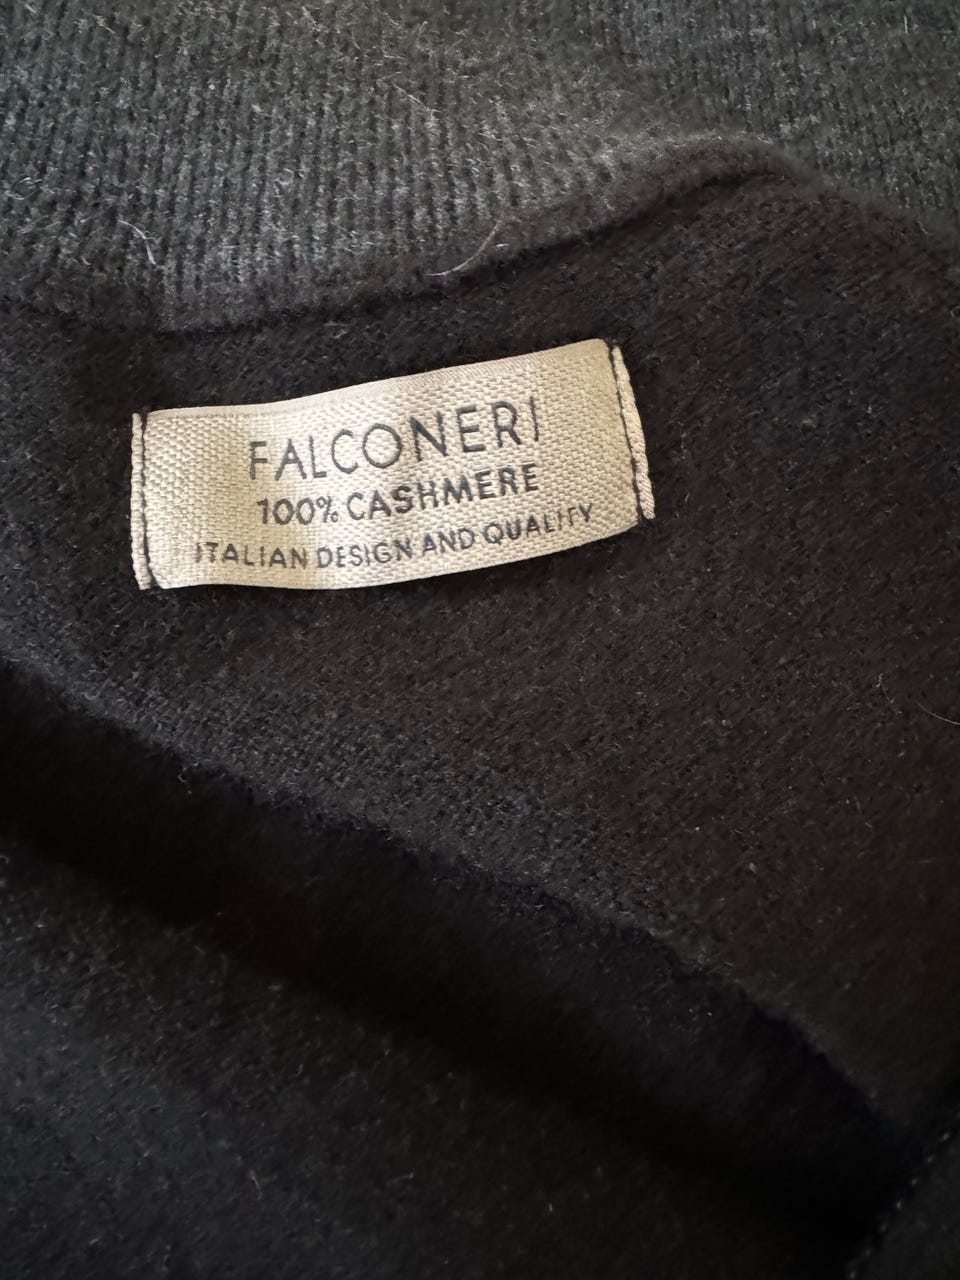 FALCONERI
100% CASHMERE
ITALIAN DESIGN AND QUALITY